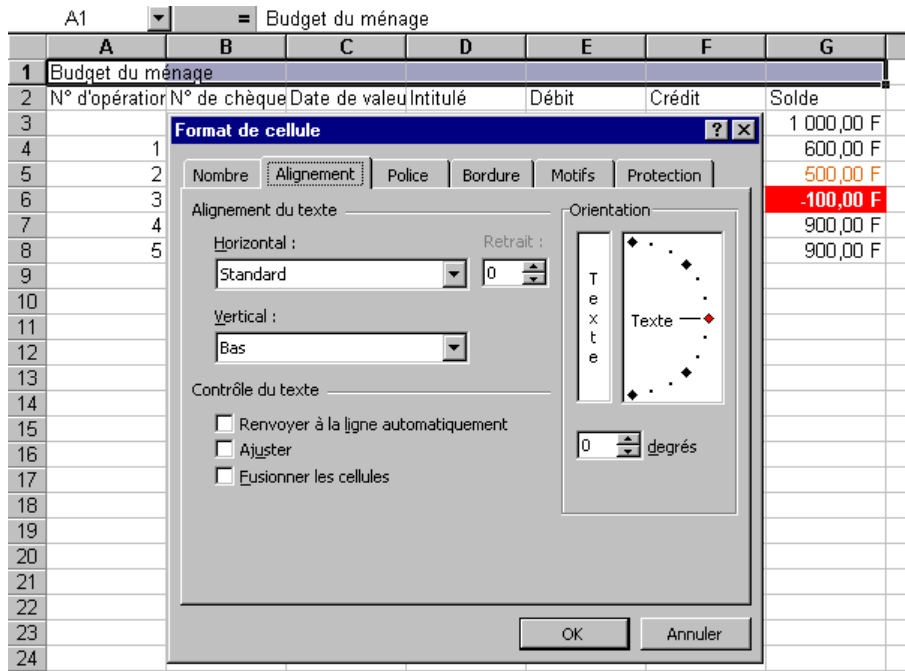 A1 = Budget du ménage
A B C D E F G
1 Budget du ménage
2 N° d'opération N° de chèque Date de valeu Intitulé Débit Crédit Solde
3 1 000,00 F
4 1 600,00 F
5 2 500,00 F
6 3 -100,00 F
7 4 900,00 F
8 5 900,00 F
9
10
11
12
13
14
15
16
17
18
19
20
21
22
23
24
Format de cellule ?
Nombre Alignement Police Bordure Motifs Protection
Alignement du texte
Horizontal : Retrait :
Standard 0
Vertical :
Bas
Contrôle du texte
Renvoyer à la ligne automatiquement
Ajuster
Fusionner les cellules
Orientation
Texte
Texte
0 degrés
OK Annuler